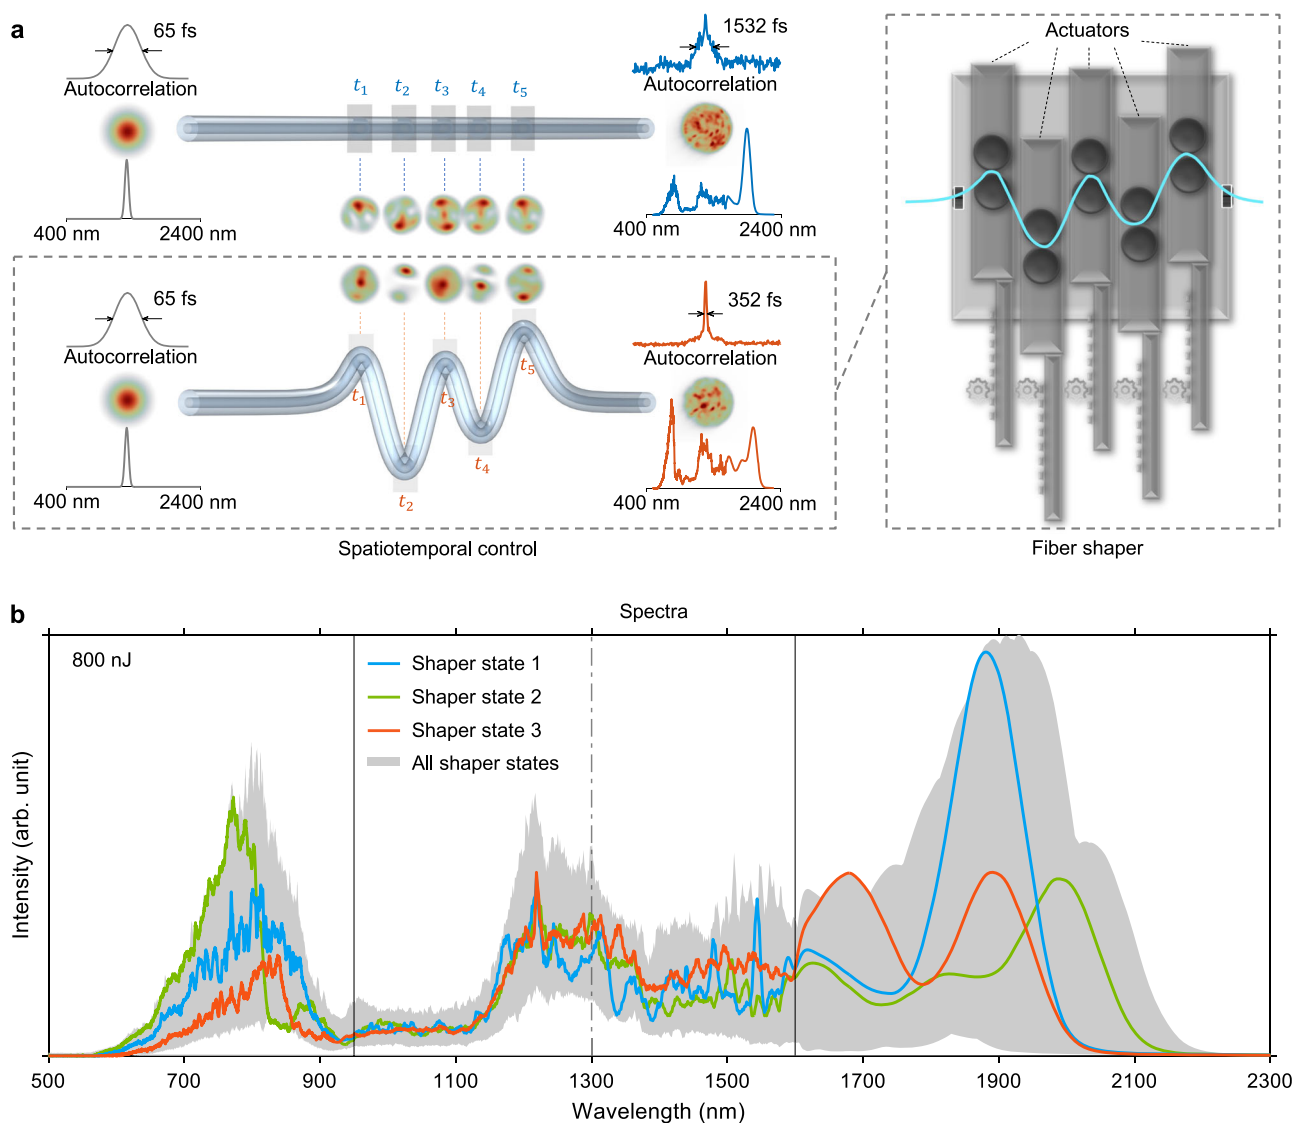 a
65 fs
Autocorrelation
400 nm
2400 nm
t1
t2
t3
t4
t5
1532 fs
Autocorrelation
400 nm
2400 nm
65 fs
Autocorrelation
400 nm
2400 nm
t1
t2
t3
t4
t5
352 fs
Autocorrelation
400 nm
2400 nm
Spatiotemporal control
Actuators
Fiber shaper
b
Spectra
800 nJ
Shaper state 1
Shaper state 2
Shaper state 3
All shaper states
Intensity (arb. unit)
500 700 900 1100 1300 1500 1700 1900 2100 2300
Wavelength (nm)